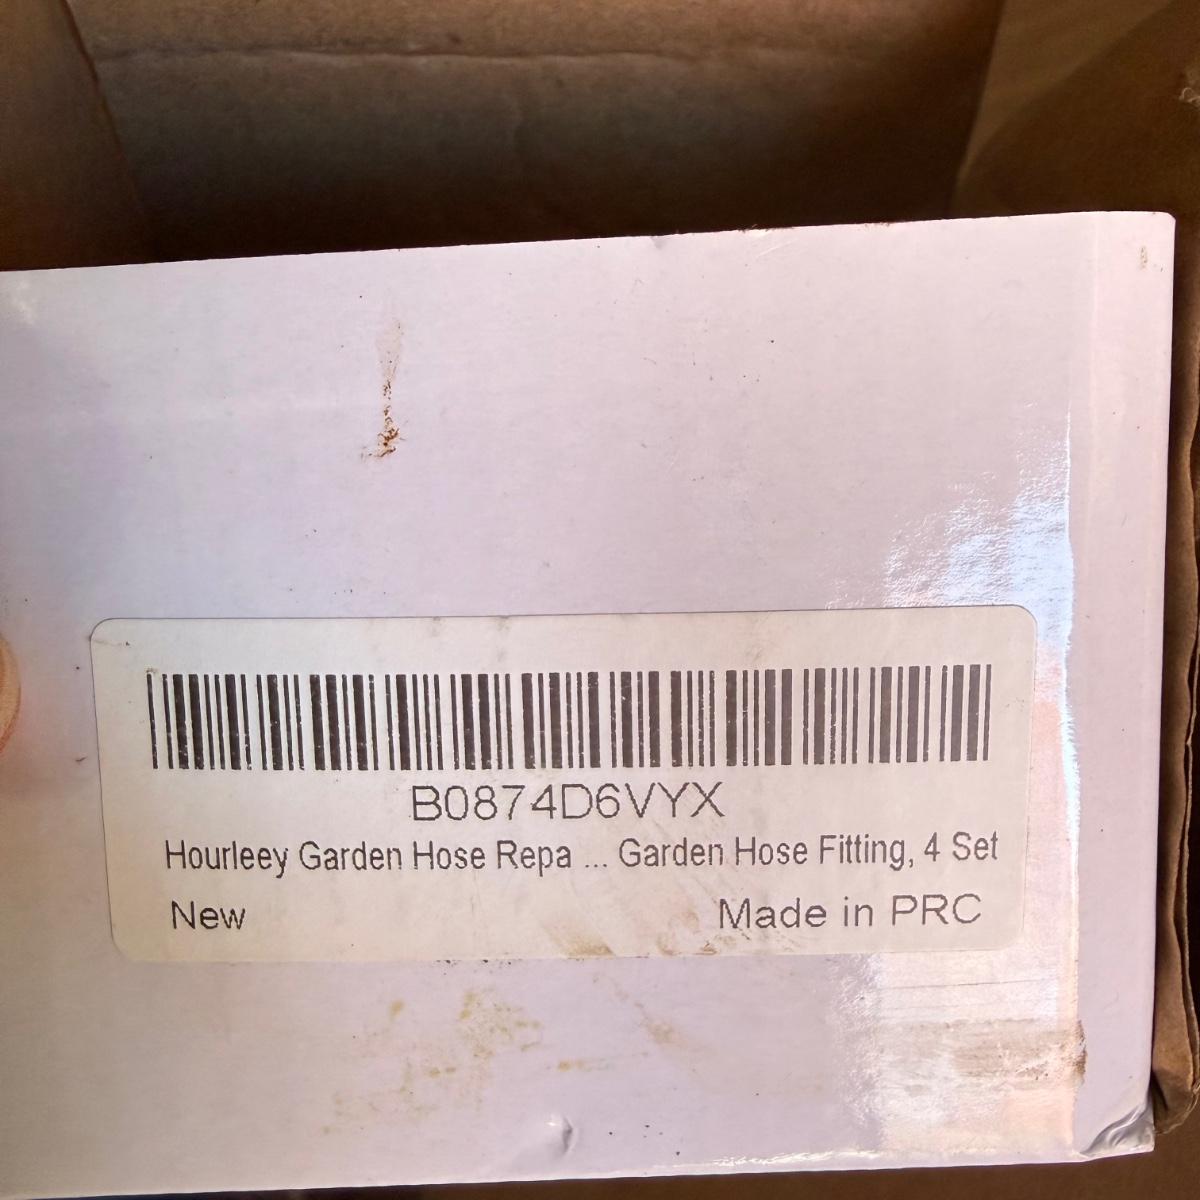 B0874D6VYX
Hourleey Garden Hose Repa ... Garden Hose Fitting, 4 Set
New Made in PRC